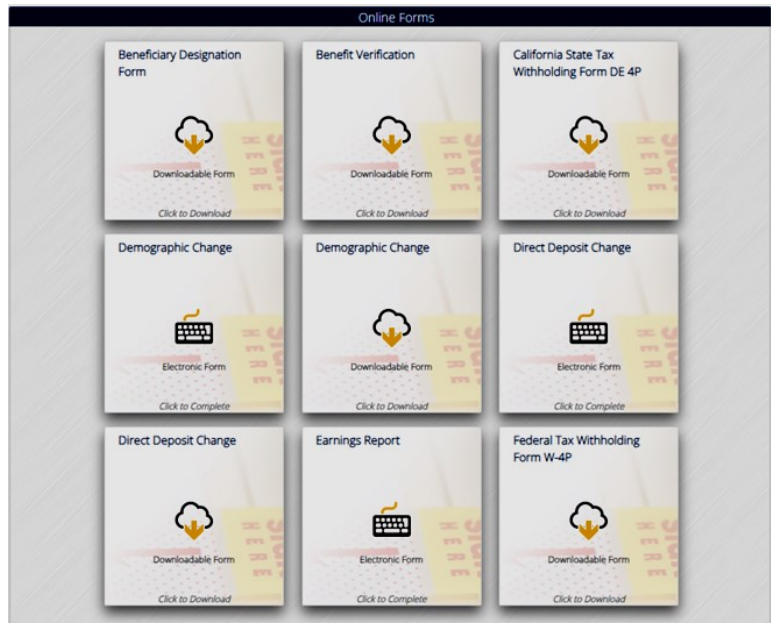 Online Forms
Beneficiary Designation
Form
Downloadable Form
Click to Download
Benefit Verification
Downloadable Form
Click to Download
California State Tax
Withholding Form DE 4P
Downloadable Form
Click to Download
Demographic Change
Electronic Form
Click to Complete
Demographic Change
Downloadable Form
Click to Download
Direct Deposit Change
Electronic Form
Click to Complete
Direct Deposit Change
Downloadable Form
Click to Download
Earnings Report
Electronic Form
Click to Complete
Federal Tax Withholding
Form W-4P
Downloadable Form
Click to Download